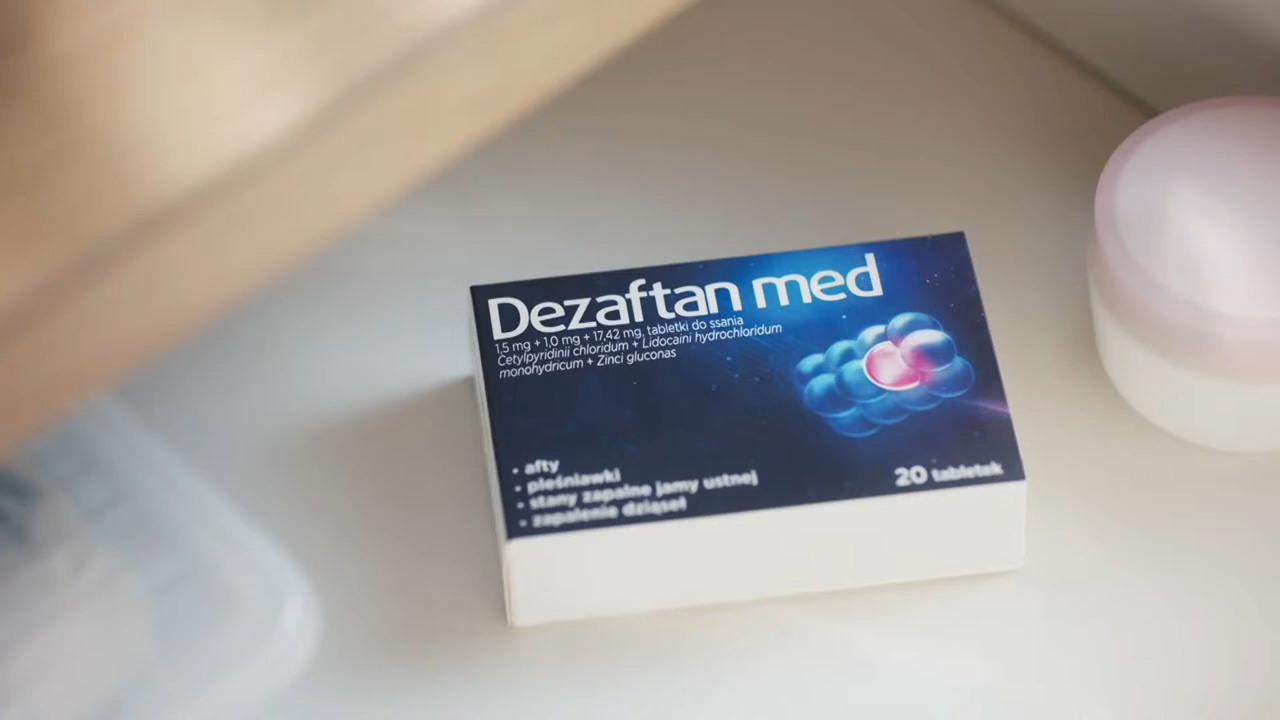 Dezaftan med
1,5 mg + 1,0 mg + 17,42 mg, tabletki do ssania
Cetylpyridinii chloridum + Lidocaini hydrochloridum
monohydricum + Zinci gluconas
• afty
• pleśniawki
• stany zapalne jamy ustnej
• zapalenie dziąseł
20 tabletek